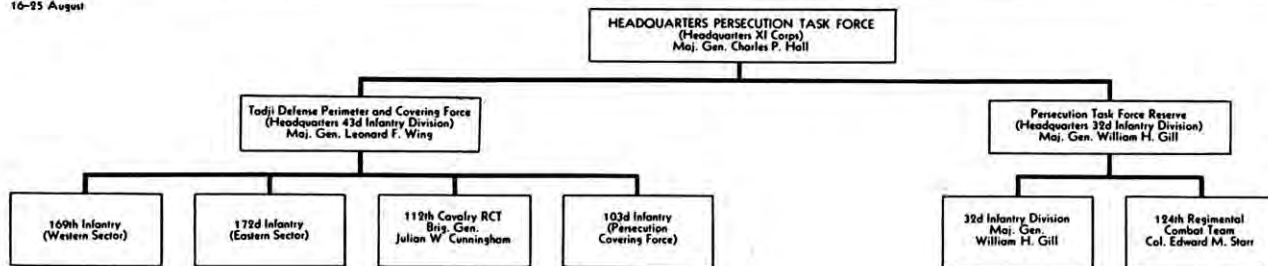 16–25 August
HEADQUARTERS PERSECUTION TASK FORCE
(Headquarters XI Corps)
Maj. Gen. Charles P. Hall
Tadji Defense Perimeter and Covering Force
(Headquarters 43d Infantry Division)
Maj. Gen. Leonard F. Wing
Persecution Task Force Reserve
(Headquarters 32d Infantry Division)
Maj. Gen. William H. Gill
169th Infantry
(Western Sector)
172d Infantry
(Eastern Sector)
112th Cavalry RCT
Brig. Gen.
Julian W. Cunningham
103d Infantry
(Persecution
Covering Force)
32d Infantry Division
Maj. Gen.
William H. Gill
124th Regimental
Combat Team
Col. Edward M. Starr